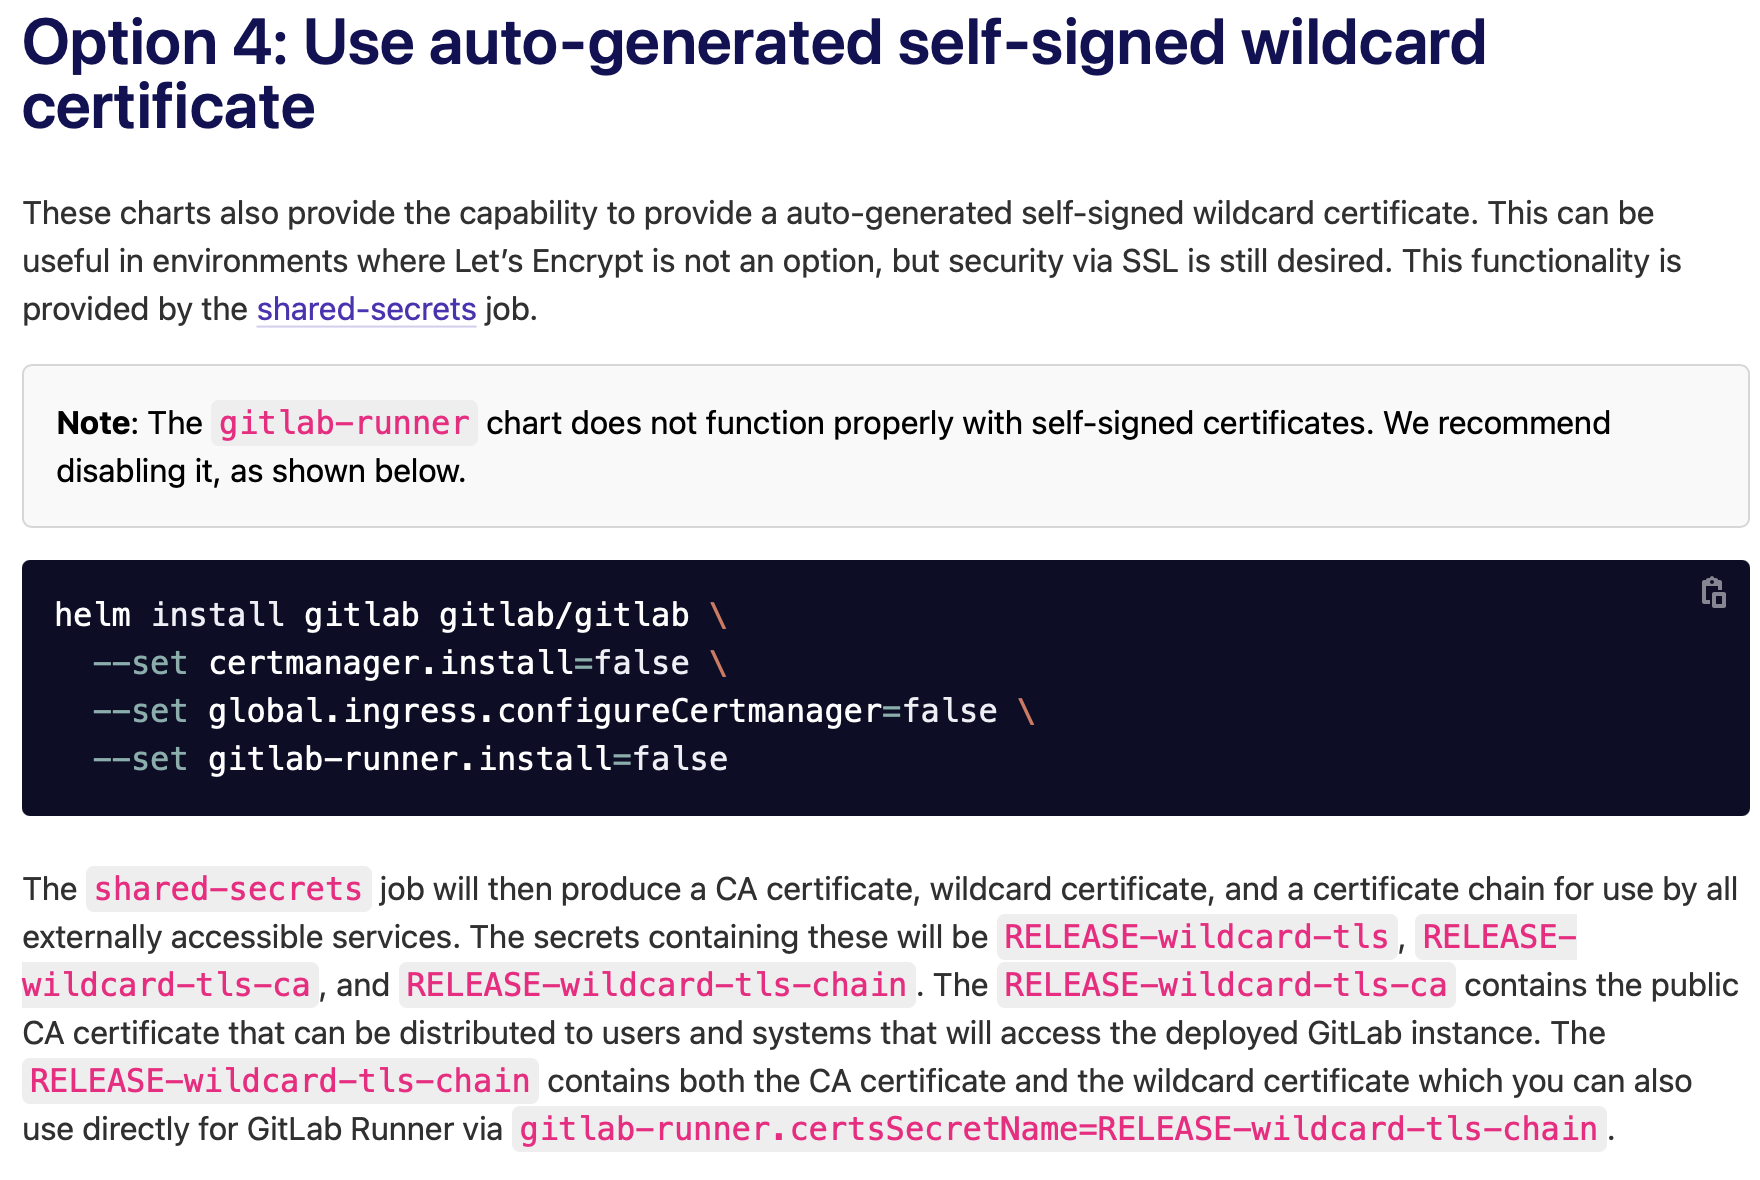 Option 4: Use auto-generated self-signed wildcard
certificate
These charts also provide the capability to provide a auto-generated self-signed wildcard certificate. This can be
useful in environments where Let’s Encrypt is not an option, but security via SSL is still desired. This functionality is
provided by the shared-secrets job.
Note: The gitlab-runner chart does not function properly with self-signed certificates. We recommend
disabling it, as shown below.
helm install gitlab gitlab/gitlab \
  --set certmanager.install=false \
  --set global.ingress.configureCertmanager=false \
  --set gitlab-runner.install=false
The shared-secrets job will then produce a CA certificate, wildcard certificate, and a certificate chain for use by all
externally accessible services. The secrets containing these will be RELEASE-wildcard-tls, RELEASE-
wildcard-tls-ca, and RELEASE-wildcard-tls-chain. The RELEASE-wildcard-tls-ca contains the public
CA certificate that can be distributed to users and systems that will access the deployed GitLab instance. The
RELEASE-wildcard-tls-chain contains both the CA certificate and the wildcard certificate which you can also
use directly for GitLab Runner via gitlab-runner.certsSecretName=RELEASE-wildcard-tls-chain.